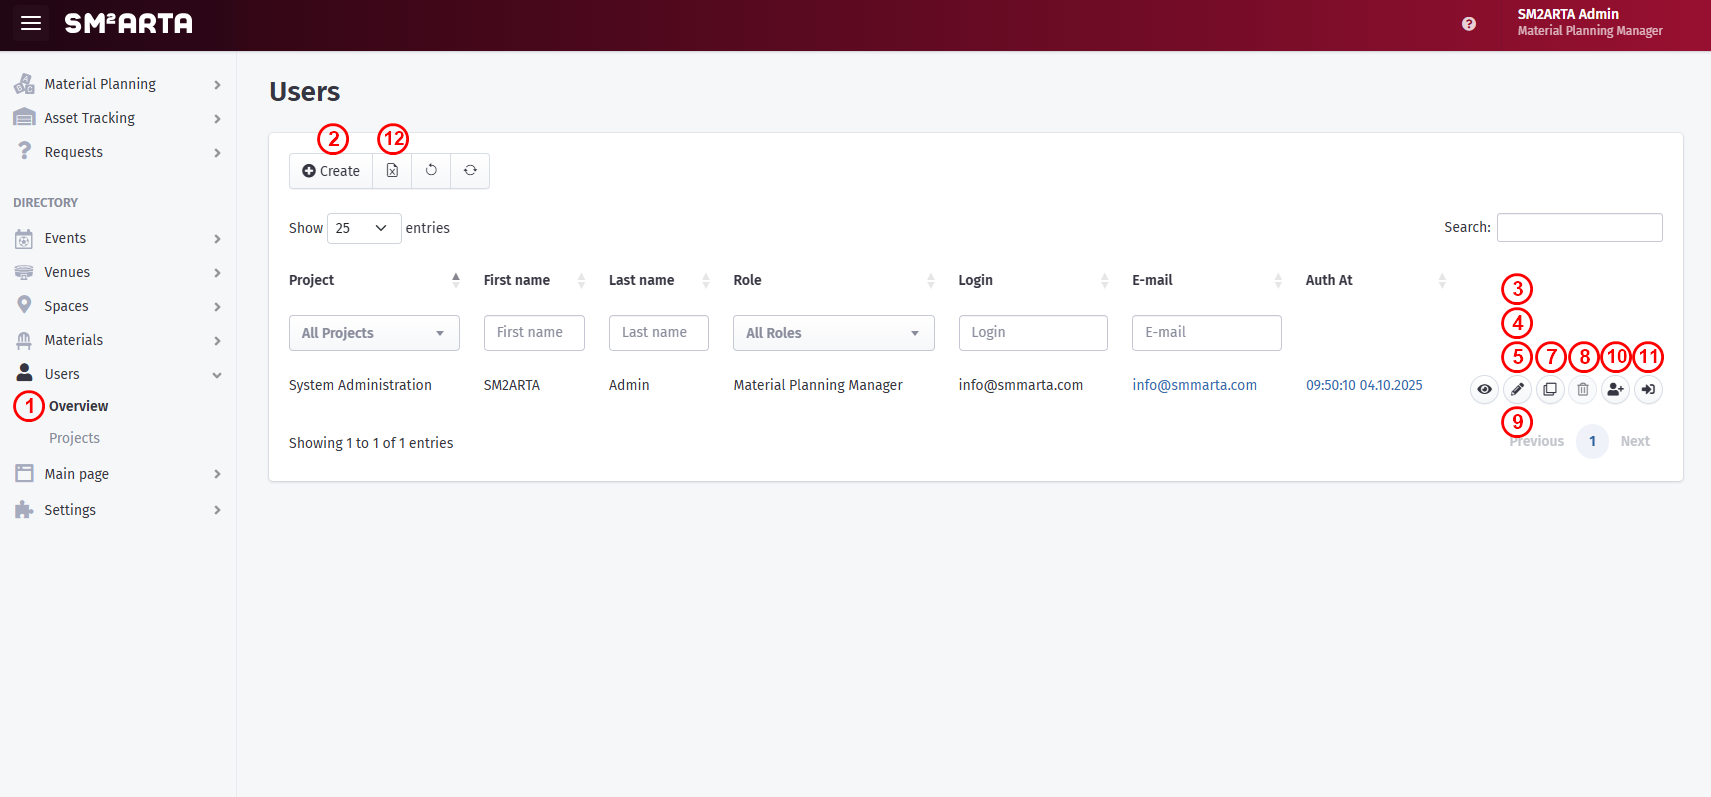 SM²ARTA
SM2ARTA Admin
Material Planning Manager
Material Planning
Asset Tracking
Requests
DIRECTORY
Events
Venues
Spaces
Materials
Users
1 Overview
Projects
Main page
Settings
Users
2 12
Create
Show 25 entries
Search:
Project First name Last name Role Login E-mail Auth At
3
4
All Projects First name Last name All Roles Login E-mail
5 7 8 10 11
System Administration SM2ARTA Admin Material Planning Manager info@smmarta.com info@smmarta.com 09:50:10 04.10.2025
9
Showing 1 to 1 of 1 entries
Previous 1 Next